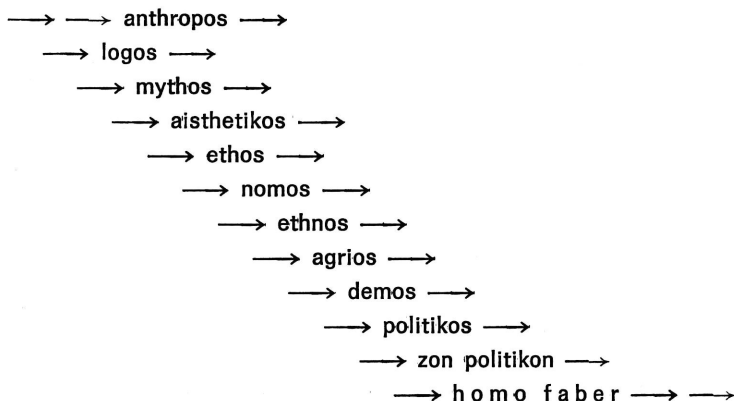 → → anthropos →
→ logos →
→ mythos →
→ aisthetikos →
→ ethos →
→ nomos →
→ ethnos →
→ agrios →
→ demos →
→ politikos →
→ zon politikon →
→ homo faber → →